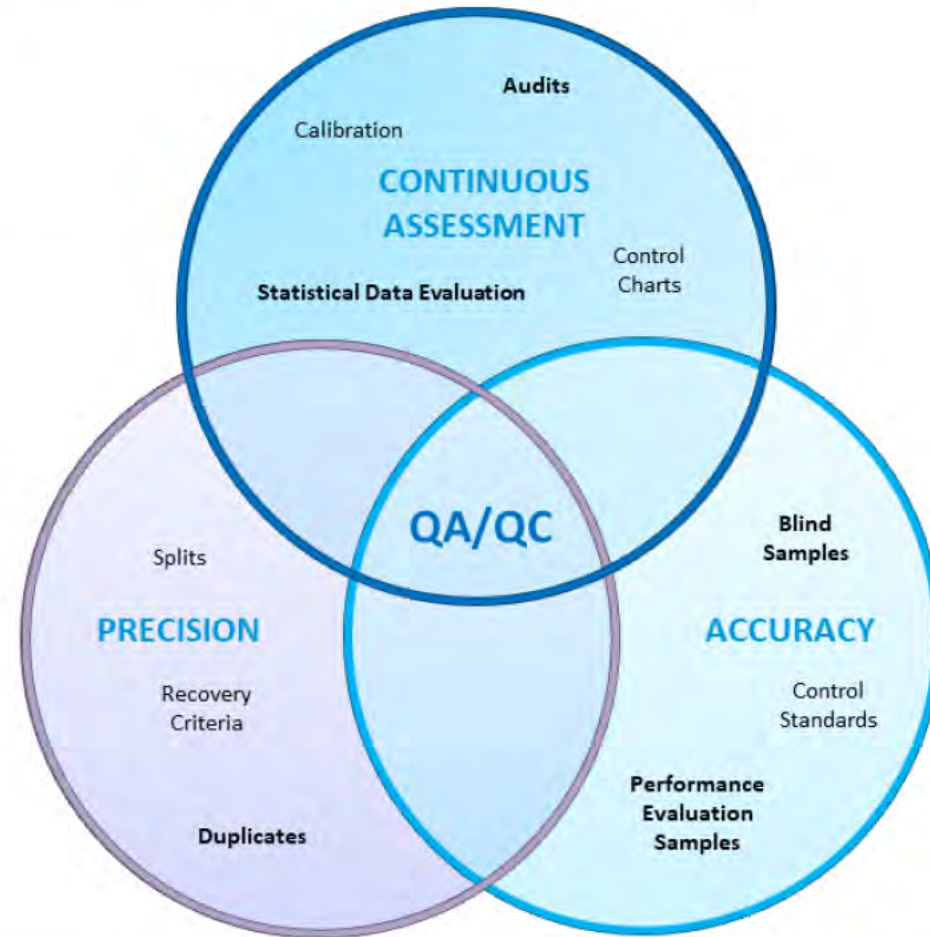 Audits
Calibration
CONTINUOUS
ASSESSMENT
Control
Charts
Statistical Data Evaluation
QA/QC
Splits
PRECISION
Recovery
Criteria
Duplicates
Blind
Samples
ACCURACY
Control
Standards
Performance
Evaluation
Samples